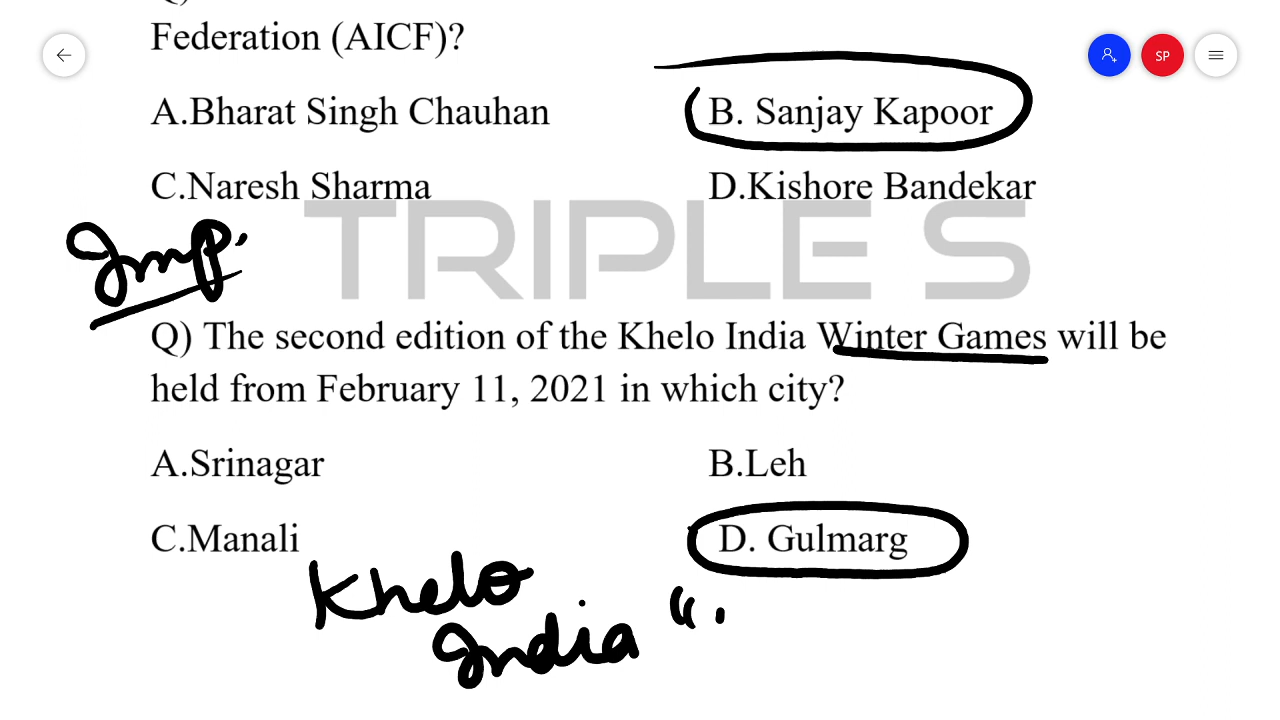 Federation (AICF)?
A.Bharat Singh Chauhan B. Sanjay Kapoor
C.Naresh Sharma D.Kishore Bandekar
TRIPLE S
Imp.
Q) The second edition of the Khelo India Winter Games will be
held from February 11, 2021 in which city?
A.Srinagar B.Leh
C.Manali D. Gulmarg
Khelo
India "
SP